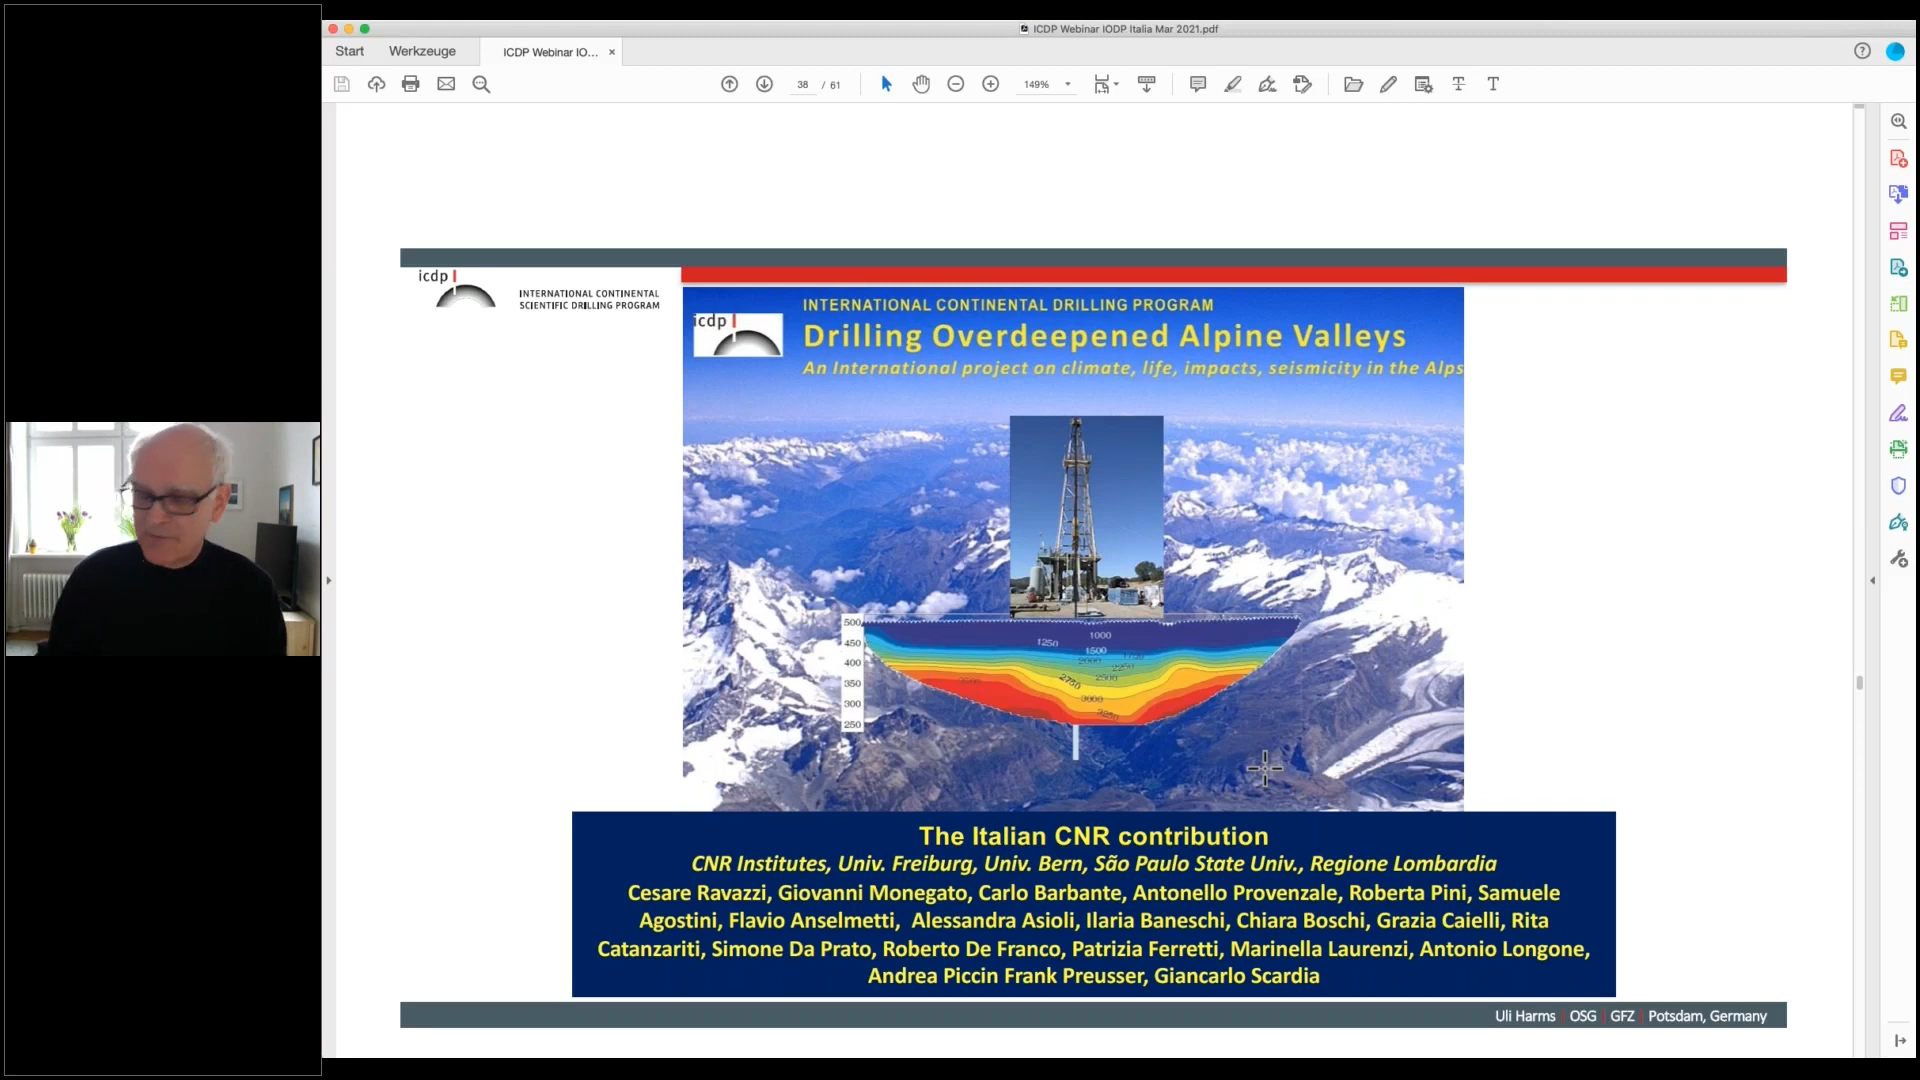 ICDP Webinar IODP Italia Mar 2021.pdf
Start Werkzeuge ICDP Webinar IO... ×
38 / 61 149%
icdp
INTERNATIONAL CONTINENTAL
SCIENTIFIC DRILLING PROGRAM
INTERNATIONAL CONTINENTAL DRILLING PROGRAM
icdp
Drilling Overdeepened Alpine Valleys
An International project on climate, life, impacts, seismicity in the Alps
500
450
400
350
300
250
1000
1250
1500
2000
2250
2500
2750
3000
3250
The Italian CNR contribution
CNR Institutes, Univ. Freiburg, Univ. Bern, São Paulo State Univ., Regione Lombardia
Cesare Ravazzi, Giovanni Monegato, Carlo Barbante, Antonello Provenzale, Roberta Pini, Samuele
Agostini, Flavio Anselmetti, Alessandra Asioli, Ilaria Baneschi, Chiara Boschi, Grazia Caielli, Rita
Catanzariti, Simone Da Prato, Roberto De Franco, Patrizia Ferretti, Marinella Laurenzi, Antonio Longone,
Andrea Piccin Frank Preusser, Giancarlo Scardia
Uli Harms | OSG | GFZ | Potsdam, Germany